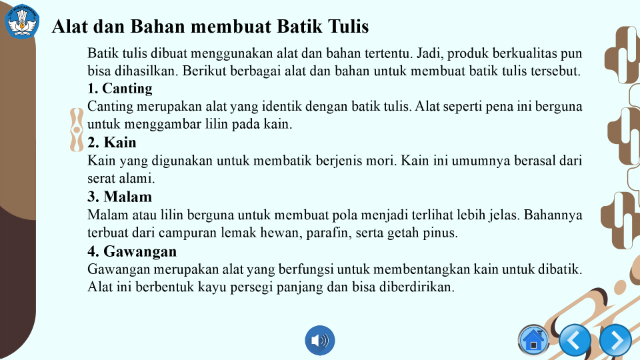 Alat dan Bahan membuat Batik Tulis
Batik tulis dibuat menggunakan alat dan bahan tertentu. Jadi, produk berkualitas pun
bisa dihasilkan. Berikut berbagai alat dan bahan untuk membuat batik tulis tersebut.
1. Canting
Canting merupakan alat yang identik dengan batik tulis. Alat seperti pena ini berguna
untuk menggambar lilin pada kain.
2. Kain
Kain yang digunakan untuk membatik berjenis mori. Kain ini umumnya berasal dari
serat alami.
3. Malam
Malam atau lilin berguna untuk membuat pola menjadi terlihat lebih jelas. Bahannya
terbuat dari campuran lemak hewan, parafin, serta getah pinus.
4. Gawangan
Gawangan merupakan alat yang berfungsi untuk membentangkan kain untuk dibatik.
Alat ini berbentuk kayu persegi panjang dan bisa diberdirikan.